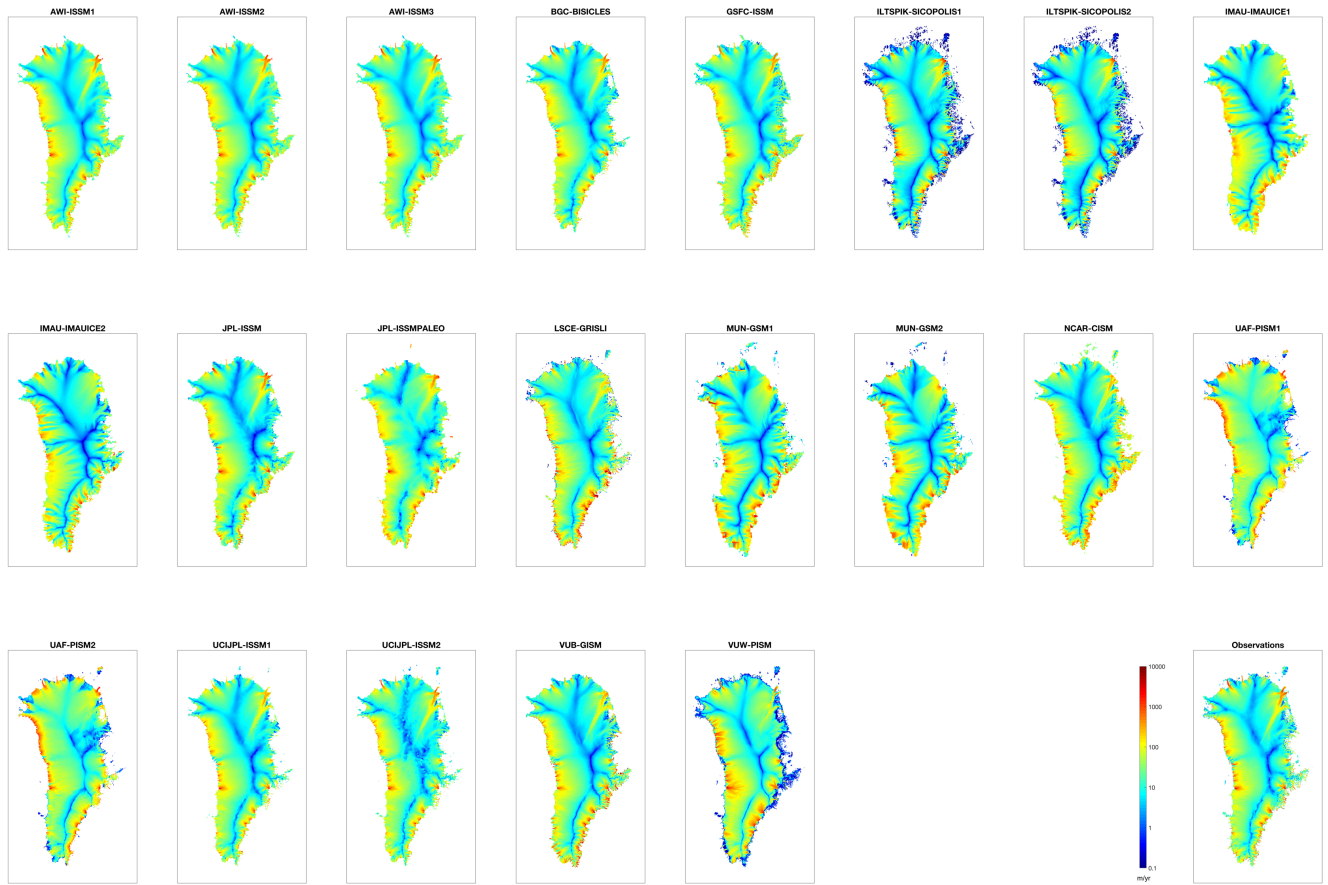 AWI-ISSM1
AWI-ISSM2
AWI-ISSM3
BGC-BISICLES
GSFC-ISSM
ILTSPIK-SICOPOLIS1
ILTSPIK-SICOPOLIS2
IMAU-IMAUICE1
IMAU-IMAUICE2
JPL-ISSM
JPL-ISSMPALEO
LSCE-GRISLI
MUN-GSM1
MUN-GSM2
NCAR-CISM
UAF-PISM1
UAF-PISM2
UCIJPL-ISSM1
UCIJPL-ISSM2
VUB-GISM
VUW-PISM
Observations
10000
1000
100
10
1
0.1
m/yr